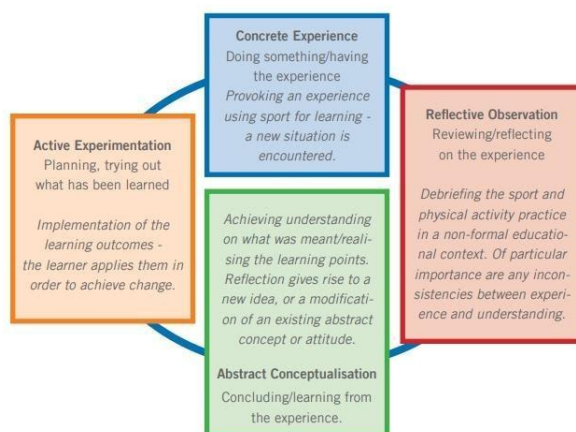 Concrete Experience
Doing something/having
the experience
Provoking an experience
using sport for learning -
a new situation is
encountered.
Reflective Observation
Reviewing/reflecting
on the experience
Debriefing the sport and
physical activity practice
in a non-formal educatio-
nal context. Of particular
importance are any incon-
sistencies between experi-
ence and understanding.
Achieving understanding
on what was meant/reali-
sing the learning points.
Reflection gives rise to a
new idea, or a modificati-
on of an existing abstract
concept or attitude.
Abstract Conceptualisation
Concluding/learning from
the experience.
Active Experimentation
Planning, trying out
what has been learned
Implementation of the
learning outcomes -
the learner applies them in
order to achieve change.